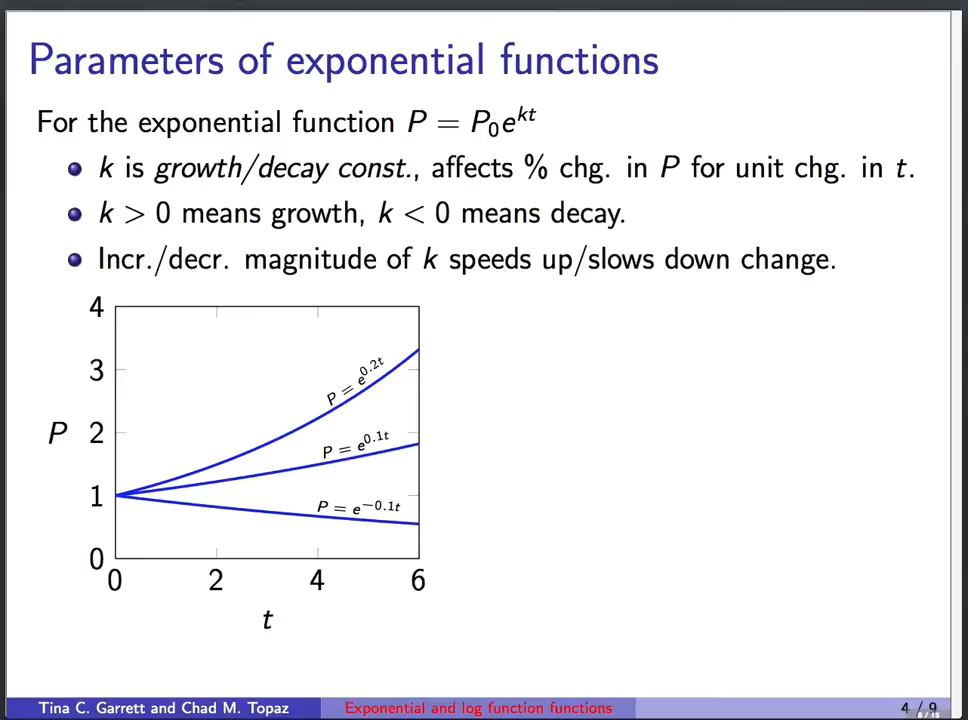 Parameters of exponential functions
For the exponential function P = P₀eᵏᵗ
k is growth/decay const., affects % chg. in P for unit chg. in t.
k > 0 means growth, k < 0 means decay.
Incr./decr. magnitude of k speeds up/slows down change.
4
3
P 2
1
0
P = e^0.2t
P = e^0.1t
P = e^−0.1t
0 2 4 6
t
Tina C. Garrett and Chad M. Topaz Exponential and log function functions 4 / 9